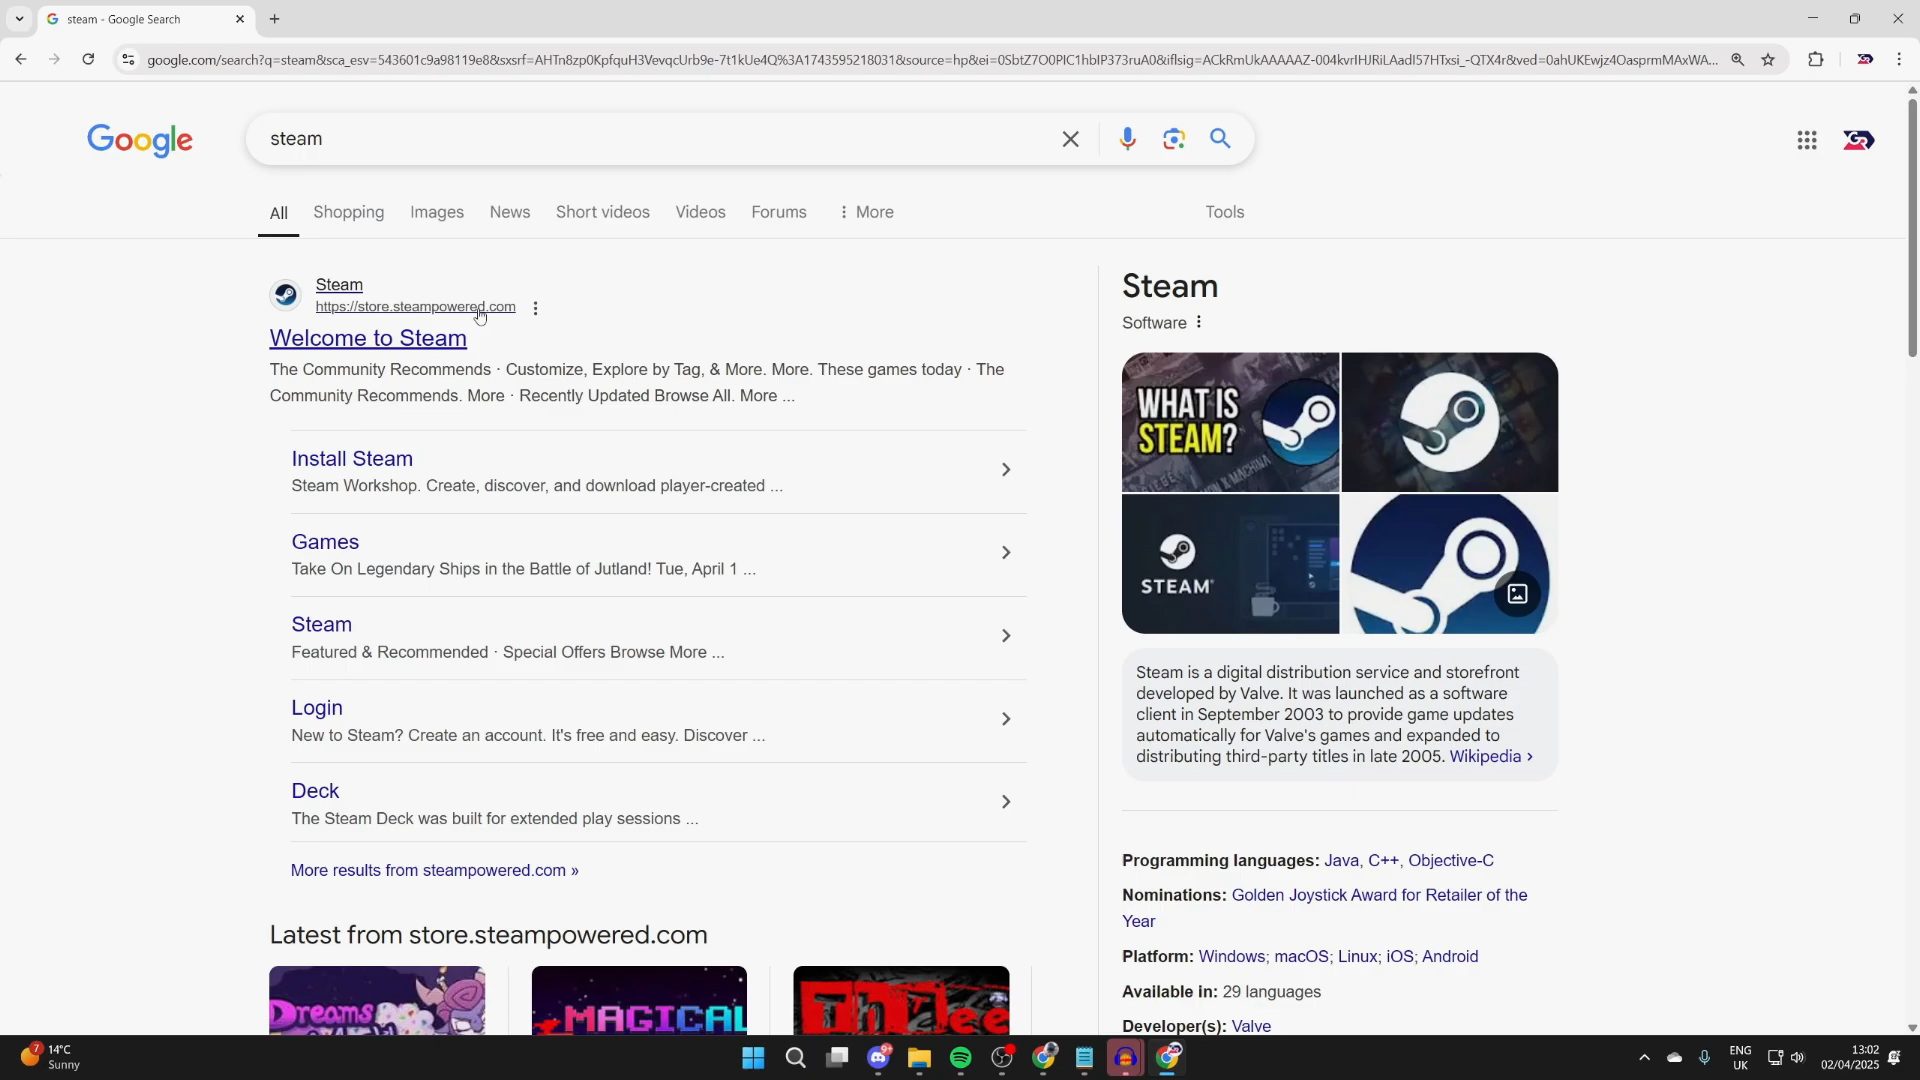 steam - Google Search
google.com/search?q=steam&sca_esv=543601c9a98119e8&sxsrf=AHTn8zp0KpfquH3VevqcUrb9e-7t1kUe4Q%3A1743595218031&source=hp&ei=0SbtZ7O0PIC1hbIP373ruA0&iflsig=ACkRmUkAAAAAZ-004kvrIHJRiLAadI57HTxsi_-QTX4r&ved=0ahUKEwjz4OasprmMAxWA...
Google
steam
All
Shopping
Images
News
Short videos
Videos
Forums
More
Tools
Steam
https://store.steampowered.com
Welcome to Steam
The Community Recommends · Customize, Explore by Tag, & More. More. These games today · The
Community Recommends. More · Recently Updated Browse All. More ...
Install Steam
Steam Workshop. Create, discover, and download player-created ...
Games
Take On Legendary Ships in the Battle of Jutland! Tue, April 1 ...
Steam
Featured & Recommended · Special Offers Browse More ...
Login
New to Steam? Create an account. It's free and easy. Discover ...
Deck
The Steam Deck was built for extended play sessions ...
More results from steampowered.com »
Latest from store.steampowered.com
Dreams
MAGICAL
Steam
Software
WHAT IS
STEAM?
STEAM
Steam is a digital distribution service and storefront
developed by Valve. It was launched as a software
client in September 2003 to provide game updates
automatically for Valve's games and expanded to
distributing third-party titles in late 2005. Wikipedia ›
Programming languages: Java, C++, Objective-C
Nominations: Golden Joystick Award for Retailer of the
Year
Platform: Windows; macOS; Linux; iOS; Android
Available in: 29 languages
Developer(s): Valve
7
14°C
Sunny
9+
ENG
UK
13:02
02/04/2025